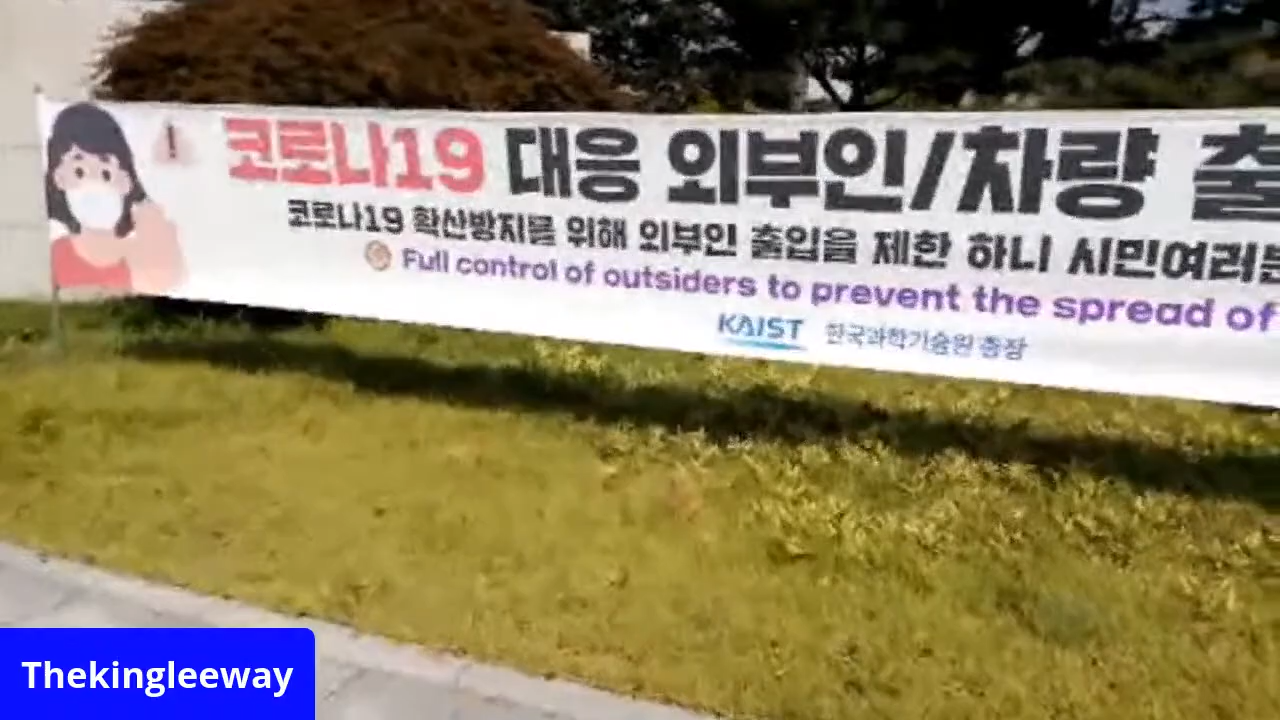 코로나19 대응 외부인/차량 출
코로나19 확산방지를 위해 외부인 출입을 제한 하니 시민여러분
Full control of outsiders to prevent the spread of
KAIST 한국과학기술원 총장
Thekingleeway